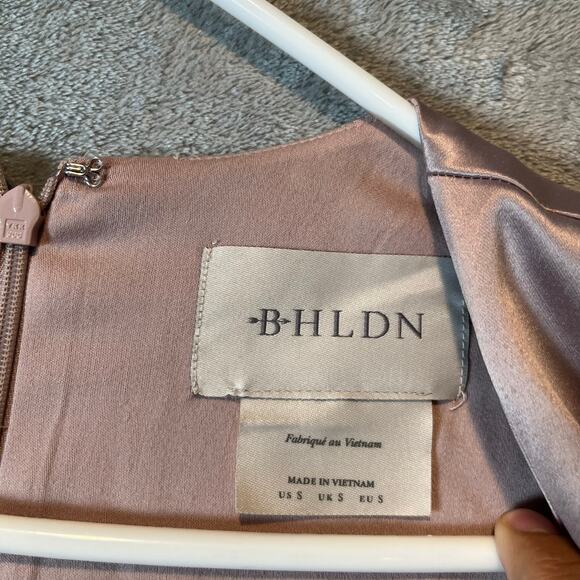 BHLDN
Fabriqué au Vietnam
MADE IN VIETNAM
US S UK S EU S